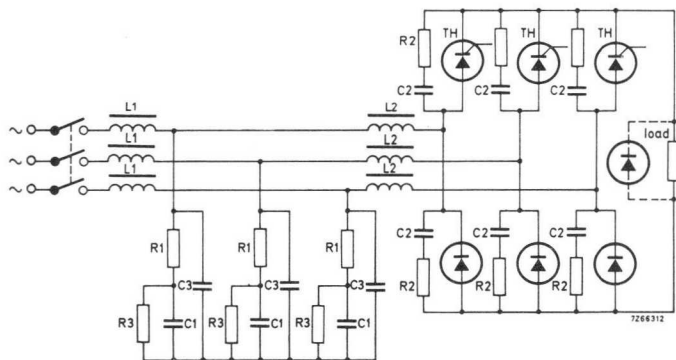 R2 TH TH TH
C2 C2 C2
L1 L2
L1 L2
L1 L2
load
~
~
~
C2 C2 C2
R1 R1 R1
R2 R2 R2
C3 C3 C3
R3 C1 R3 C1 R3 C1
7Z66312